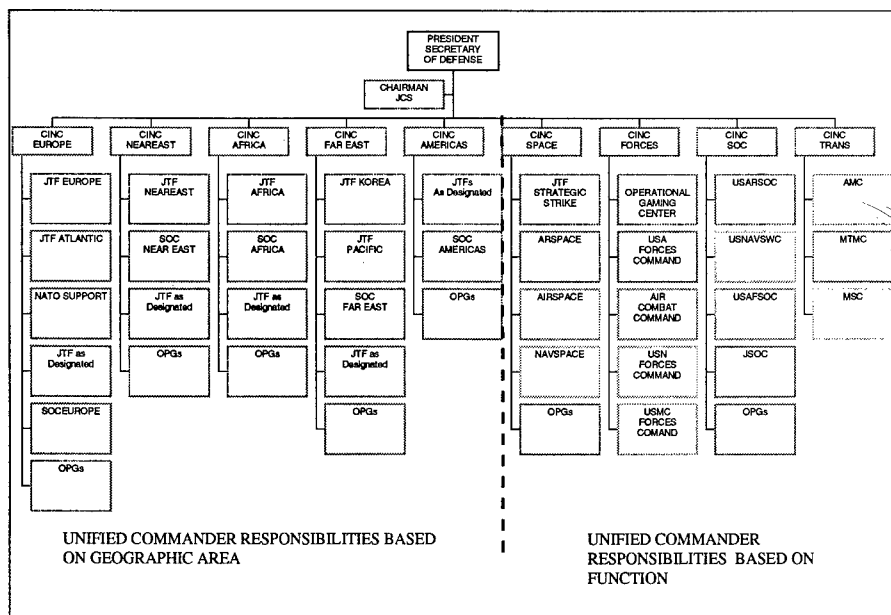 PRESIDENT
SECRETARY
OF DEFENSE
CHAIRMAN
JCS
CINC
EUROPE
JTF EUROPE
JTF ATLANTIC
NATO SUPPORT
JTF as
Designated
SOCEUROPE
OPGs
CINC
NEAREAST
JTF
NEAREAST
SOC
NEAR EAST
JTF as
Designated
OPGs
CINC
AFRICA
JTF
AFRICA
SOC
AFRICA
JTF as
Designated
OPGs
CINC
FAR EAST
JTF KOREA
JTF
PACIFIC
SOC
FAR EAST
JTF as
Designated
OPGs
CINC
AMERICAS
JTFs
As Designated
SOC
AMERICAS
OPGs
CINC
SPACE
JTF
STRATEGIC
STRIKE
ARSPACE
AIRSPACE
NAVSPACE
OPGs
CINC
FORCES
OPERATIONAL
GAMING
CENTER
USA
FORCES
COMMAND
AIR
COMBAT
COMMAND
USN
FORCES
COMMAND
USMC
FORCES
COMAND
CINC
SOC
USARSOC
USNAVSWC
USAFSOC
JSOC
OPGs
CINC
TRANS
AMC
MTMC
MSC
UNIFIED COMMANDER RESPONSIBILITIES BASED
ON GEOGRAPHIC AREA
UNIFIED COMMANDER
RESPONSIBILITIES BASED ON
FUNCTION